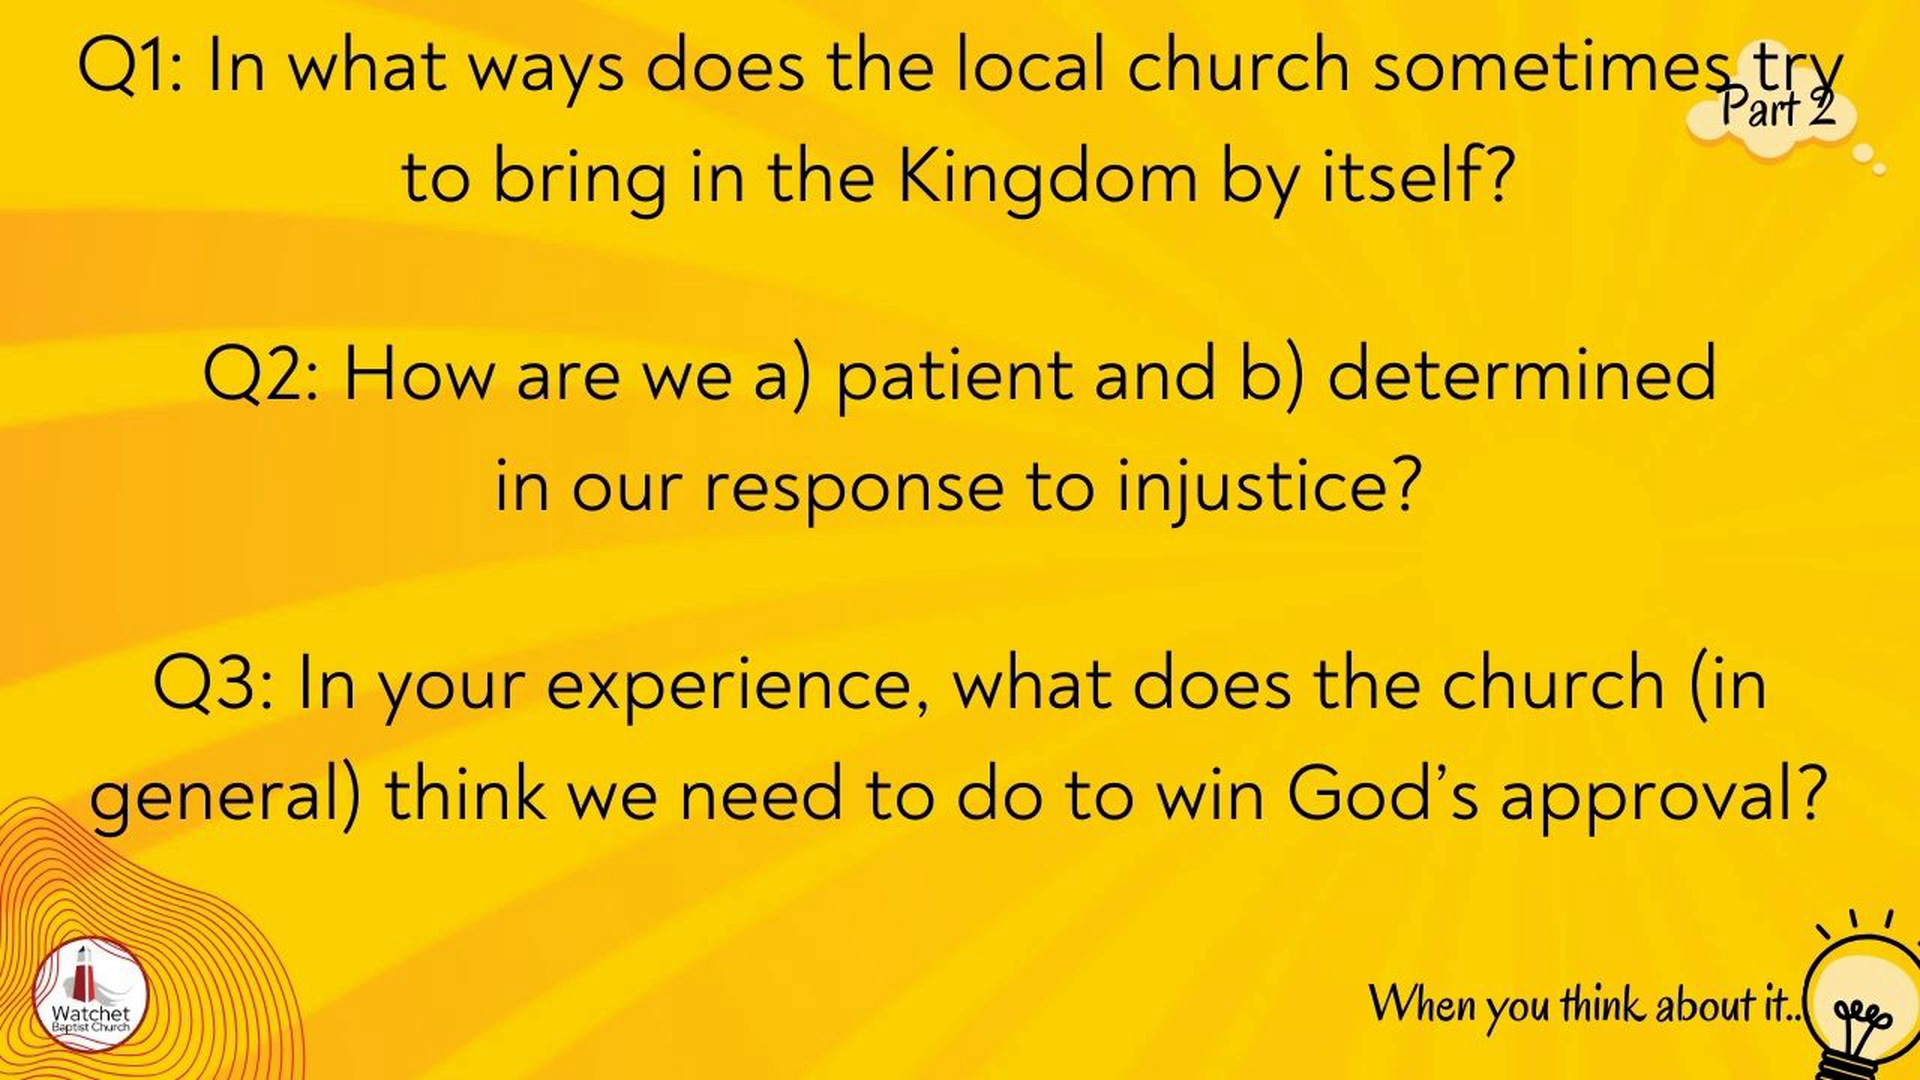 Q1: In what ways does the local church sometimes try
Part 2
to bring in the Kingdom by itself?
Q2: How are we a) patient and b) determined
in our response to injustice?
Q3: In your experience, what does the church (in
general) think we need to do to win God’s approval?
Watchet
Baptist Church
When you think about it...